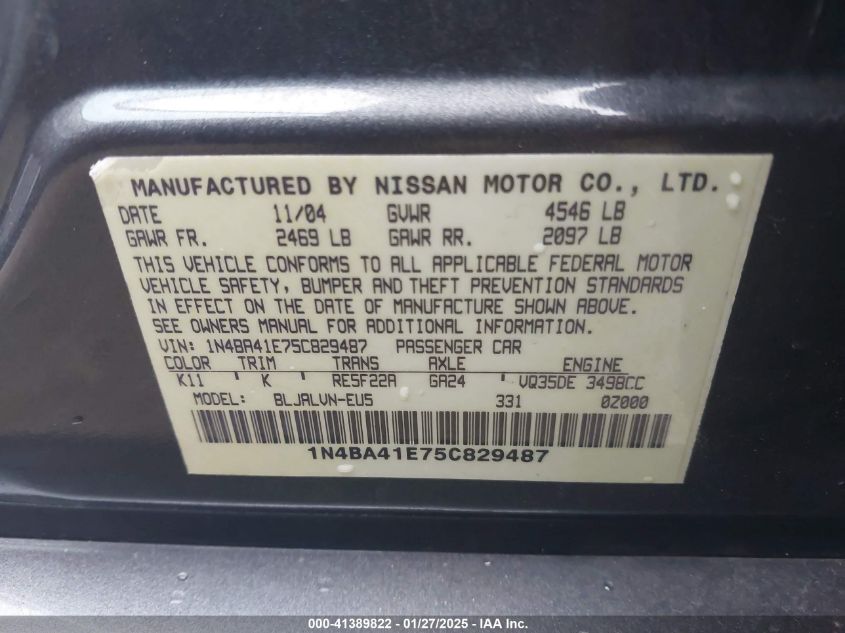 MANUFACTURED BY NISSAN MOTOR CO., LTD.
DATE 11/04 GVWR 4546 LB
GAWR FR. 2469 LB GAWR RR. 2097 LB
THIS VEHICLE CONFORMS TO ALL APPLICABLE FEDERAL MOTOR
VEHICLE SAFETY, BUMPER AND THEFT PREVENTION STANDARDS
IN EFFECT ON THE DATE OF MANUFACTURE SHOWN ABOVE.
SEE OWNERS MANUAL FOR ADDITIONAL INFORMATION.
VIN: 1N4BA41E75C829487 PASSENGER CAR
COLOR TRIM TRANS AXLE ENGINE
K11 K RE5F22A GA24 VQ35DE 3498CC
MODEL: BLJALVN-EU5 331 0Z000
1N4BA41E75C829487
000-41389822 / 01/27/2025 - Copyright IAA, Inc.